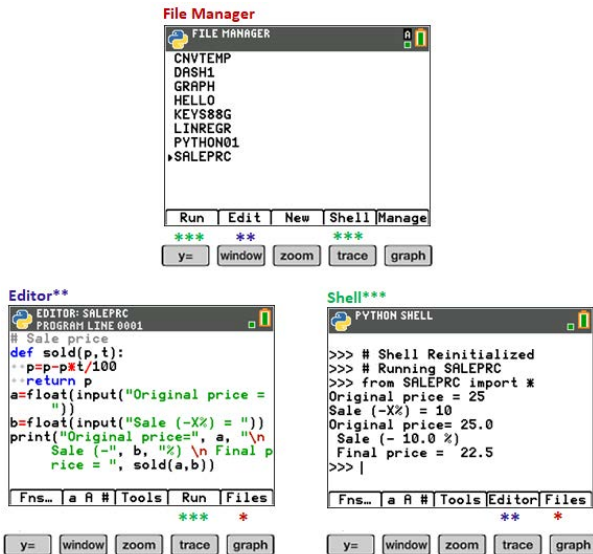 File Manager
FILE MANAGER
A
CNVTEMP
DASH1
GRAPH
HELLO
KEYS88G
LINREGR
PYTHON01
▸SALEPRC
Run Edit New Shell Manage
*** ** ***
y= window zoom trace graph
Editor**
EDITOR: SALEPRC
PROGRAM LINE 0001
# Sale price
def sold(p,t):
··p=p-p*t/100
··return p
a=float(input("Original price =
"))
b=float(input("Sale (-X%) = "))
print("Original price=", a, "\n
Sale (-", b, "%) \n Final p
rice = ", sold(a,b))
Fns… a A # Tools Run Files
*** *
y= window zoom trace graph
Shell***
PYTHON SHELL
>>> # Shell Reinitialized
>>> # Running SALEPRC
>>> from SALEPRC import *
Original price = 25
Sale (-X%) = 10
Original price= 25.0
Sale (- 10.0 %)
Final price = 22.5
>>> |
Fns… a A # Tools Editor Files
** *
y= window zoom trace graph